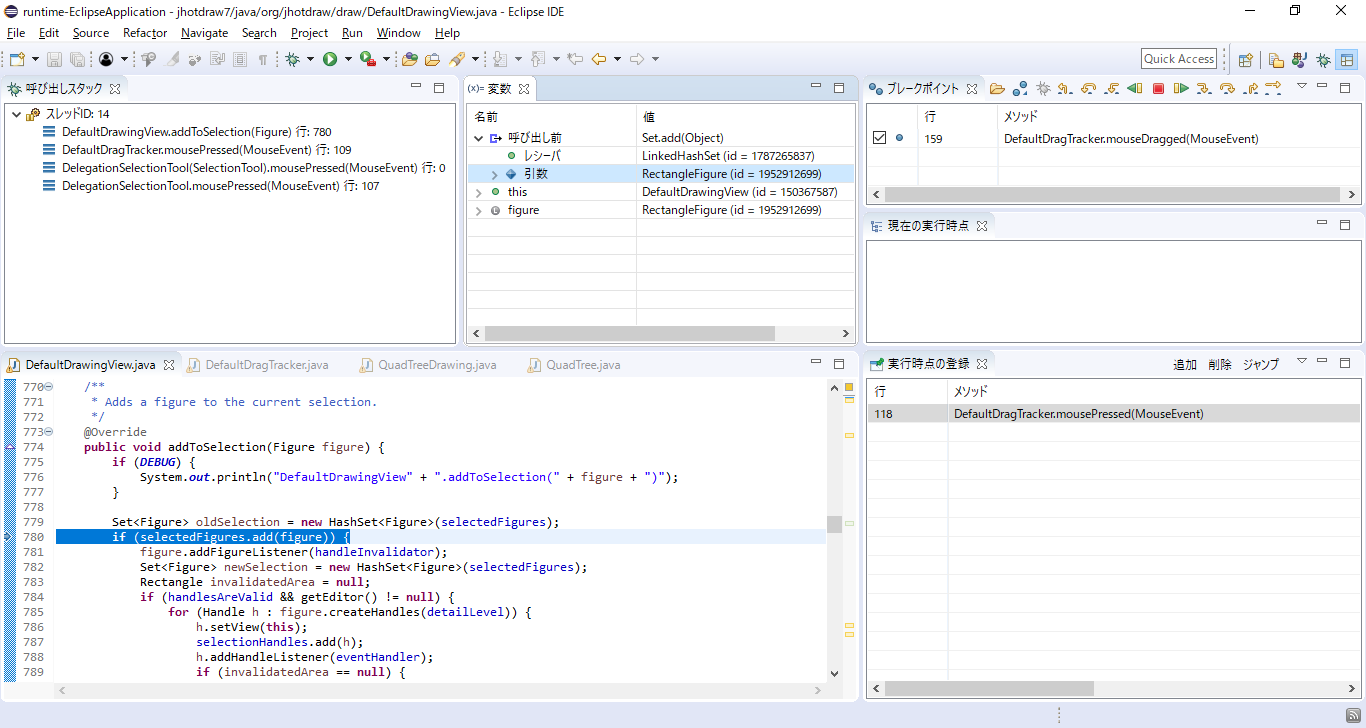 runtime-EclipseApplication - jhotdraw7/java/org/jhotdraw/draw/DefaultDrawingView.java - Eclipse IDE
File Edit Source Refactor Navigate Search Project Run Window Help
Quick Access
呼び出しスタック
スレッドID: 14
DefaultDrawingView.addToSelection(Figure) 行: 780
DefaultDragTracker.mousePressed(MouseEvent) 行: 109
DelegationSelectionTool(SelectionTool).mousePressed(MouseEvent) 行: 0
DelegationSelectionTool.mousePressed(MouseEvent) 行: 107
(x)= 変数
名前 値
呼び出し前 Set.add(Object)
レシーバ LinkedHashSet (id = 1787265837)
引数 RectangleFigure (id = 1952912699)
this DefaultDrawingView (id = 150367587)
figure RectangleFigure (id = 1952912699)
ブレークポイント
行 メソッド
159 DefaultDragTracker.mouseDragged(MouseEvent)
現在の実行時点
DefaultDrawingView.java DefaultDragTracker.java QuadTreeDrawing.java QuadTree.java
770 /**
771 * Adds a figure to the current selection.
772 */
773 @Override
774 public void addToSelection(Figure figure) {
775 if (DEBUG) {
776 System.out.println("DefaultDrawingView" + ".addToSelection(" + figure + ")");
777 }
778
779 Set<Figure> oldSelection = new HashSet<Figure>(selectedFigures);
780 if (selectedFigures.add(figure)) {
781 figure.addFigureListener(handleInvalidator);
782 Set<Figure> newSelection = new HashSet<Figure>(selectedFigures);
783 Rectangle invalidatedArea = null;
784 if (handlesAreValid && getEditor() != null) {
785 for (Handle h : figure.createHandles(detailLevel)) {
786 h.setView(this);
787 selectionHandles.add(h);
788 h.addHandleListener(eventHandler);
789 if (invalidatedArea == null) {
実行時点の登録 追加 削除 ジャンプ
行 メソッド
118 DefaultDragTracker.mousePressed(MouseEvent)